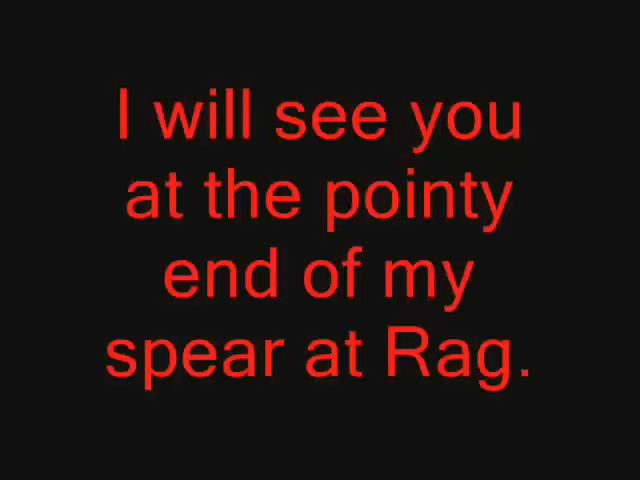 I will see you
at the pointy
end of my
spear at Rag.